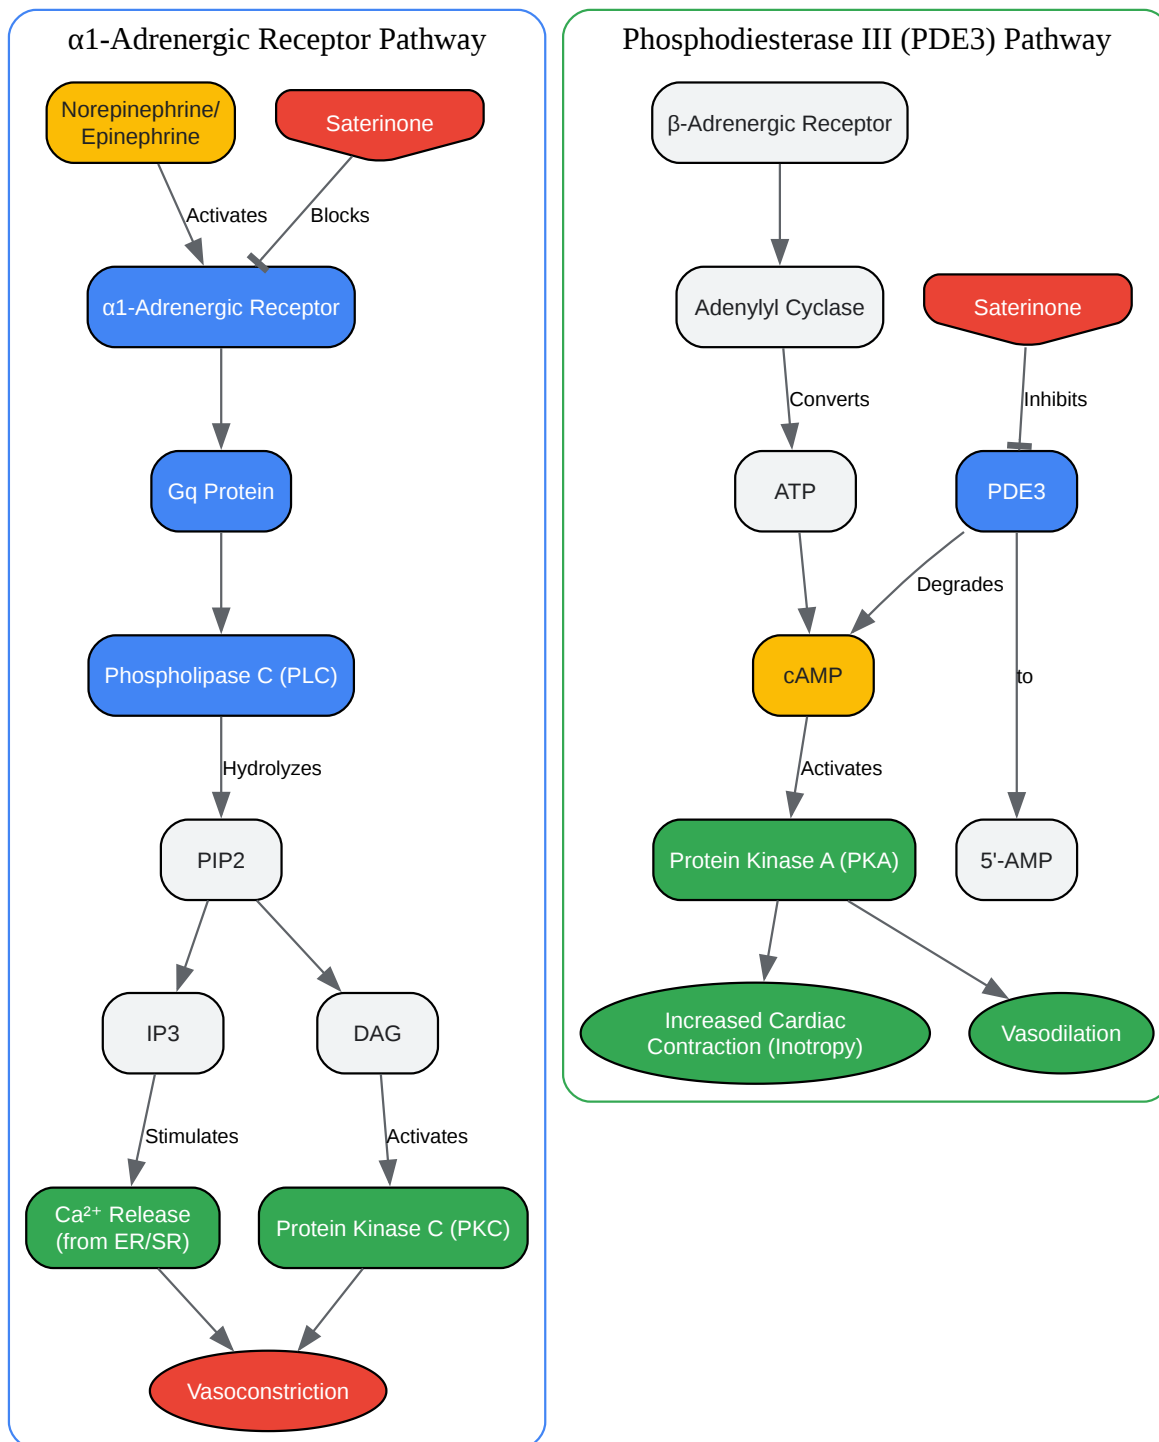 α1-Adrenergic Receptor Pathway
Norepinephrine/
Epinephrine
Saterinone
Activates
Blocks
α1-Adrenergic Receptor
Gq Protein
Phospholipase C (PLC)
Hydrolyzes
PIP2
IP3
DAG
Stimulates
Activates
Ca²⁺ Release
(from ER/SR)
Protein Kinase C (PKC)
Vasoconstriction
Phosphodiesterase III (PDE3) Pathway
β-Adrenergic Receptor
Adenylyl Cyclase
Saterinone
Converts
Inhibits
ATP
PDE3
Degrades
cAMP
to
Activates
Protein Kinase A (PKA)
5'-AMP
Increased Cardiac
Contraction (Inotropy)
Vasodilation